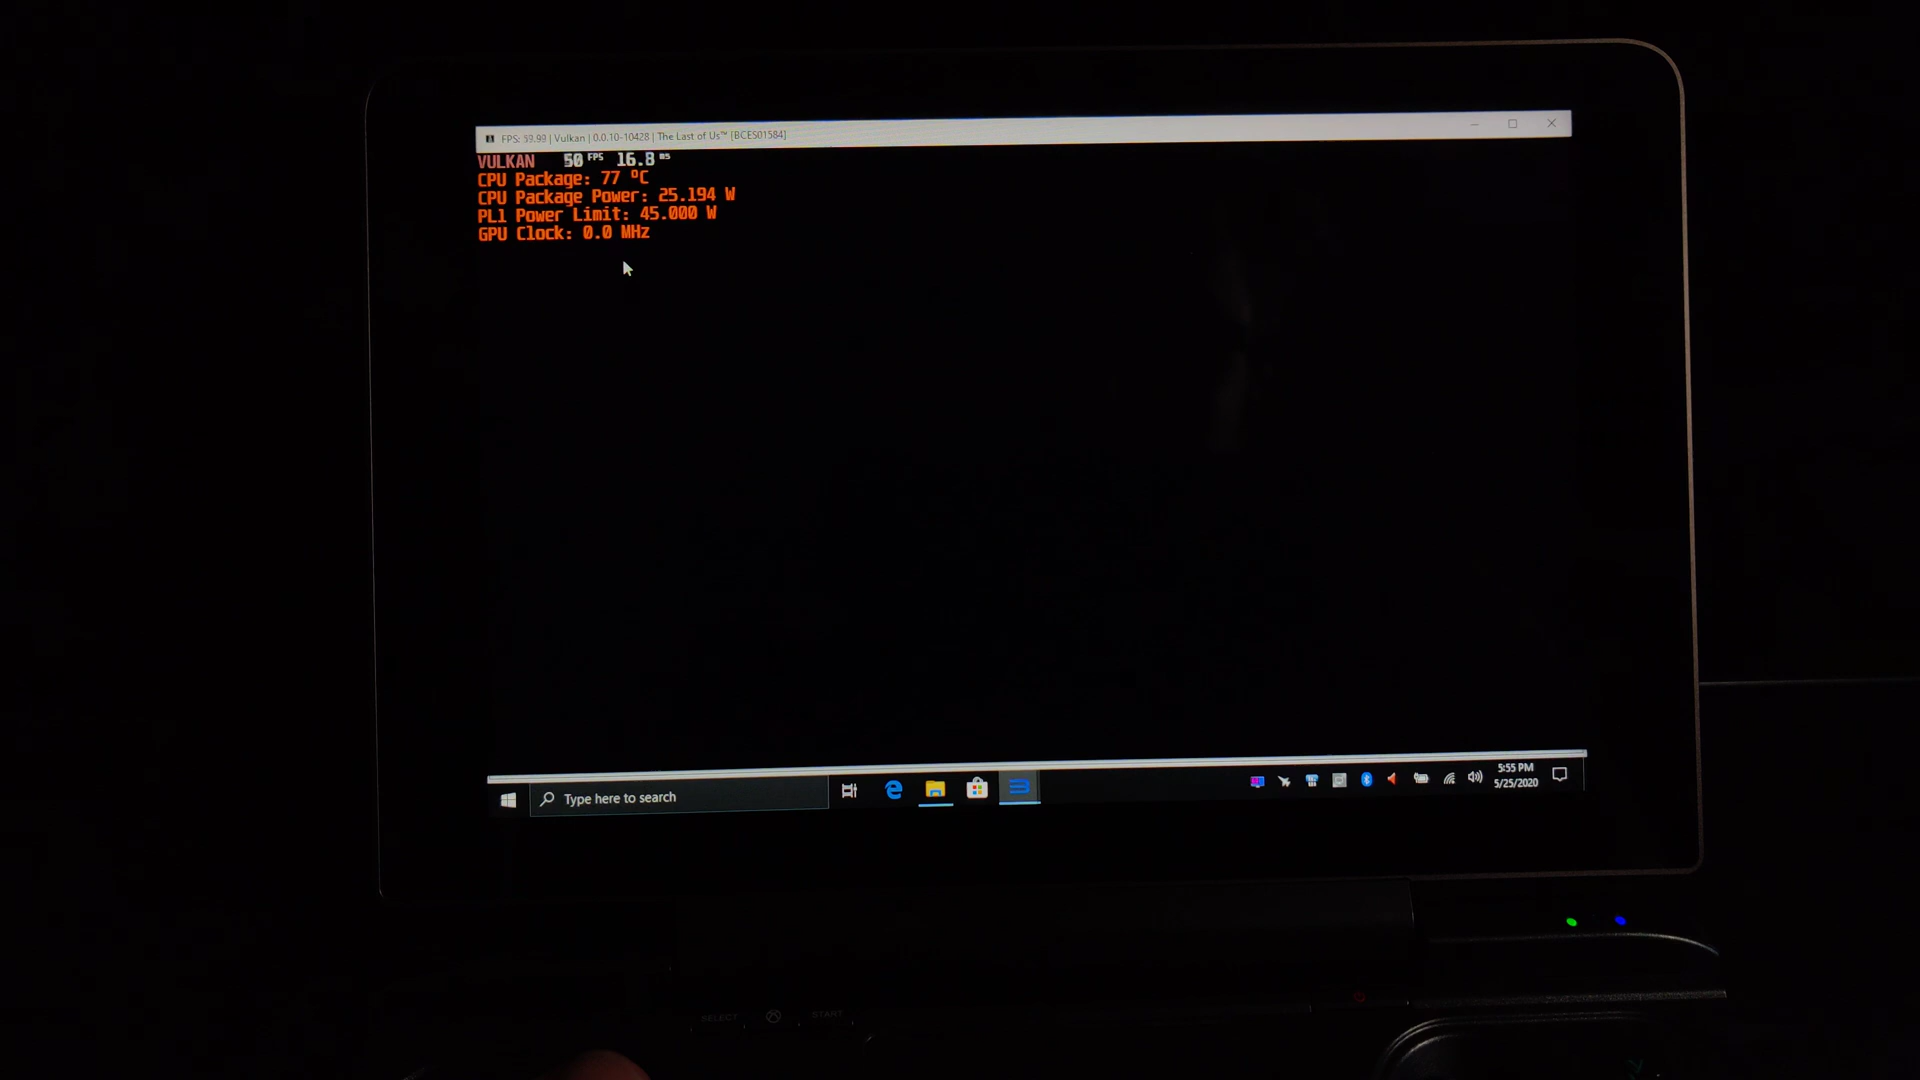 FPS: 59.99 | Vulkan | 0.0.10-10428 | The Last of Us™ [BCES01584]
VULKAN 50 FPS 16.8 ms
CPU Package: 77 °C
CPU Package Power: 25.194 W
PL1 Power Limit: 45.000 W
GPU Clock: 0.0 MHz
Type here to search
5:55 PM
5/25/2020
SELECT START